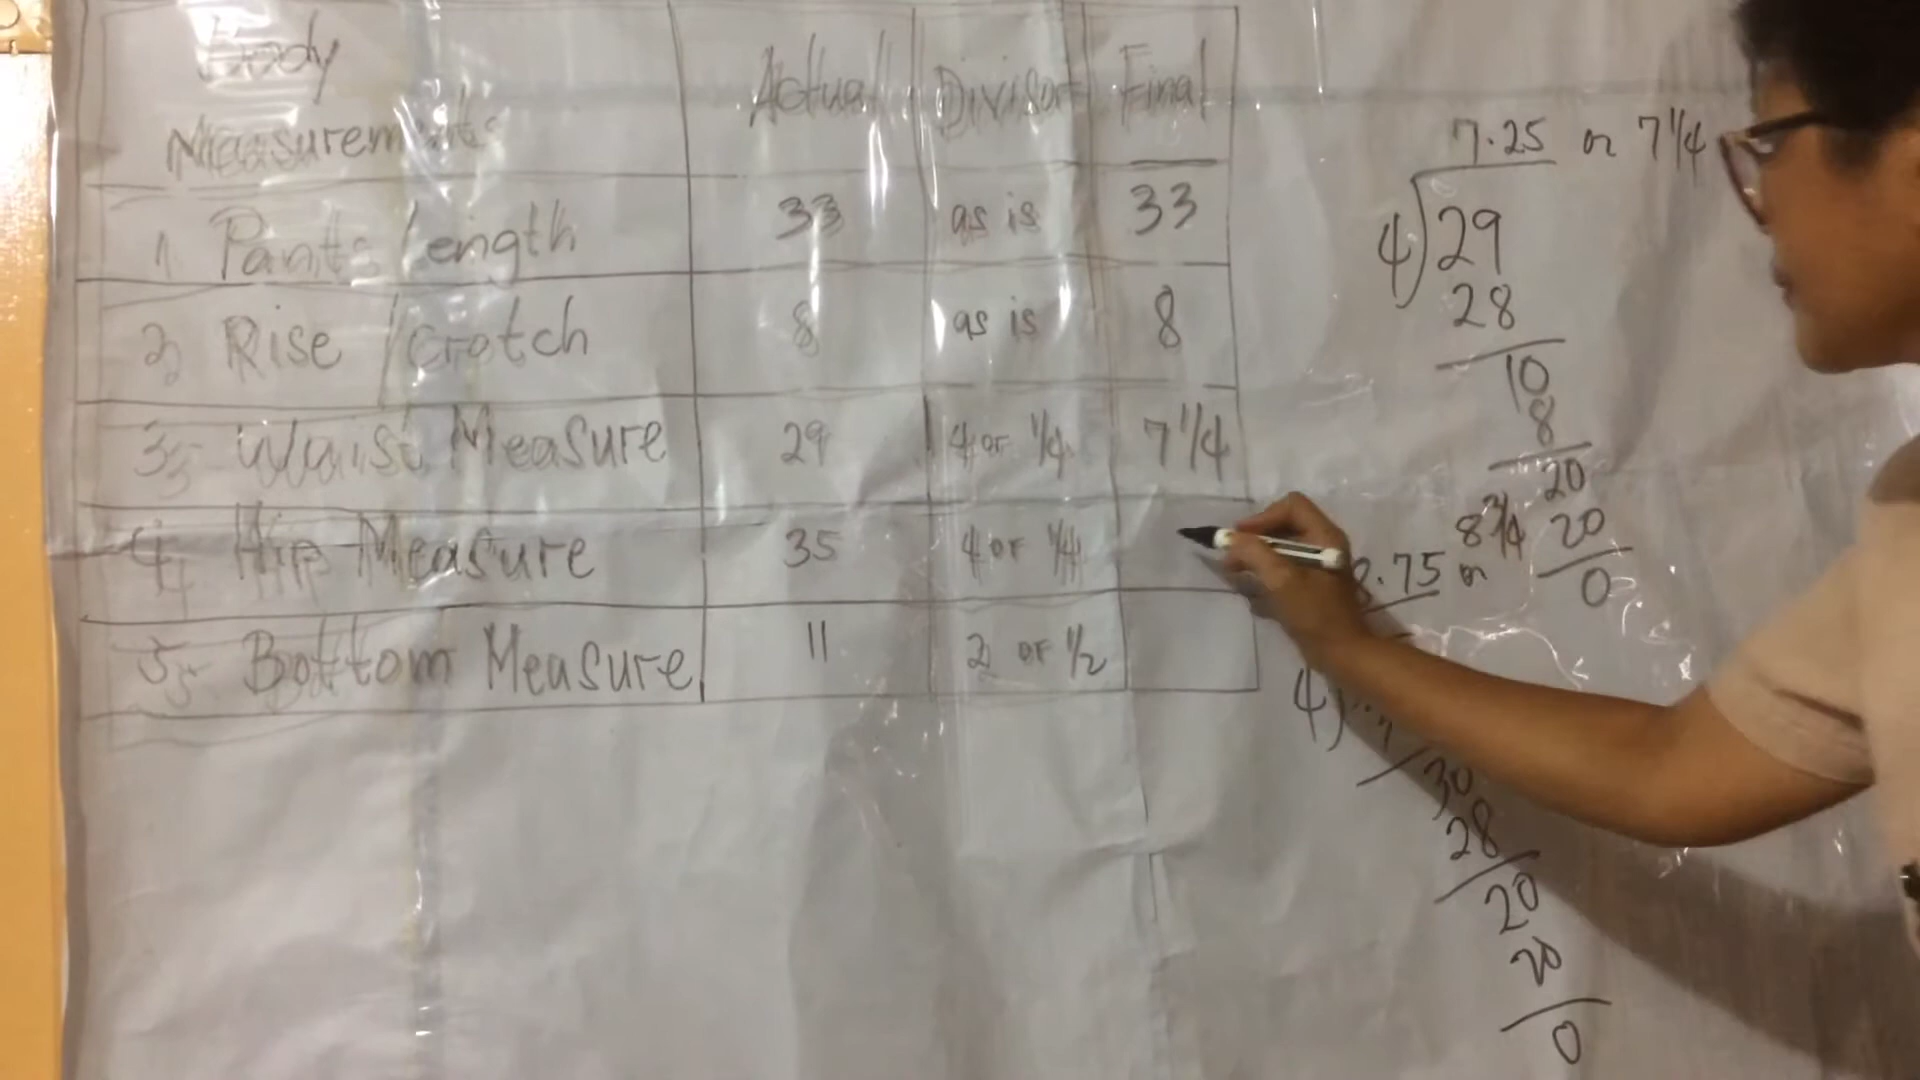 Body
Measurements
Actual
Divisor
Final
1 Pants Length
33
as is
33
2 Rise / crotch
8
as is
8
3 Waist Measure
29
4 or 1/4
7 1/4
4 Hip Measure
35
4 or 1/4
5 Bottom Measure
11
2 or 1/2
7.25 or 7 1/4
4 29
28
10
8
20
20
0
8.75 or 8 3/4
4
30
28
20
20
0